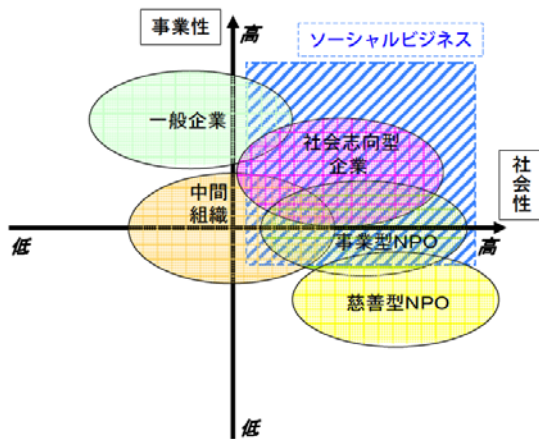 事業性
高
ソーシャルビジネス
一般企業
社会志向型
企業
社会性
中間
組織
低
事業型NPO
高
慈善型NPO
低